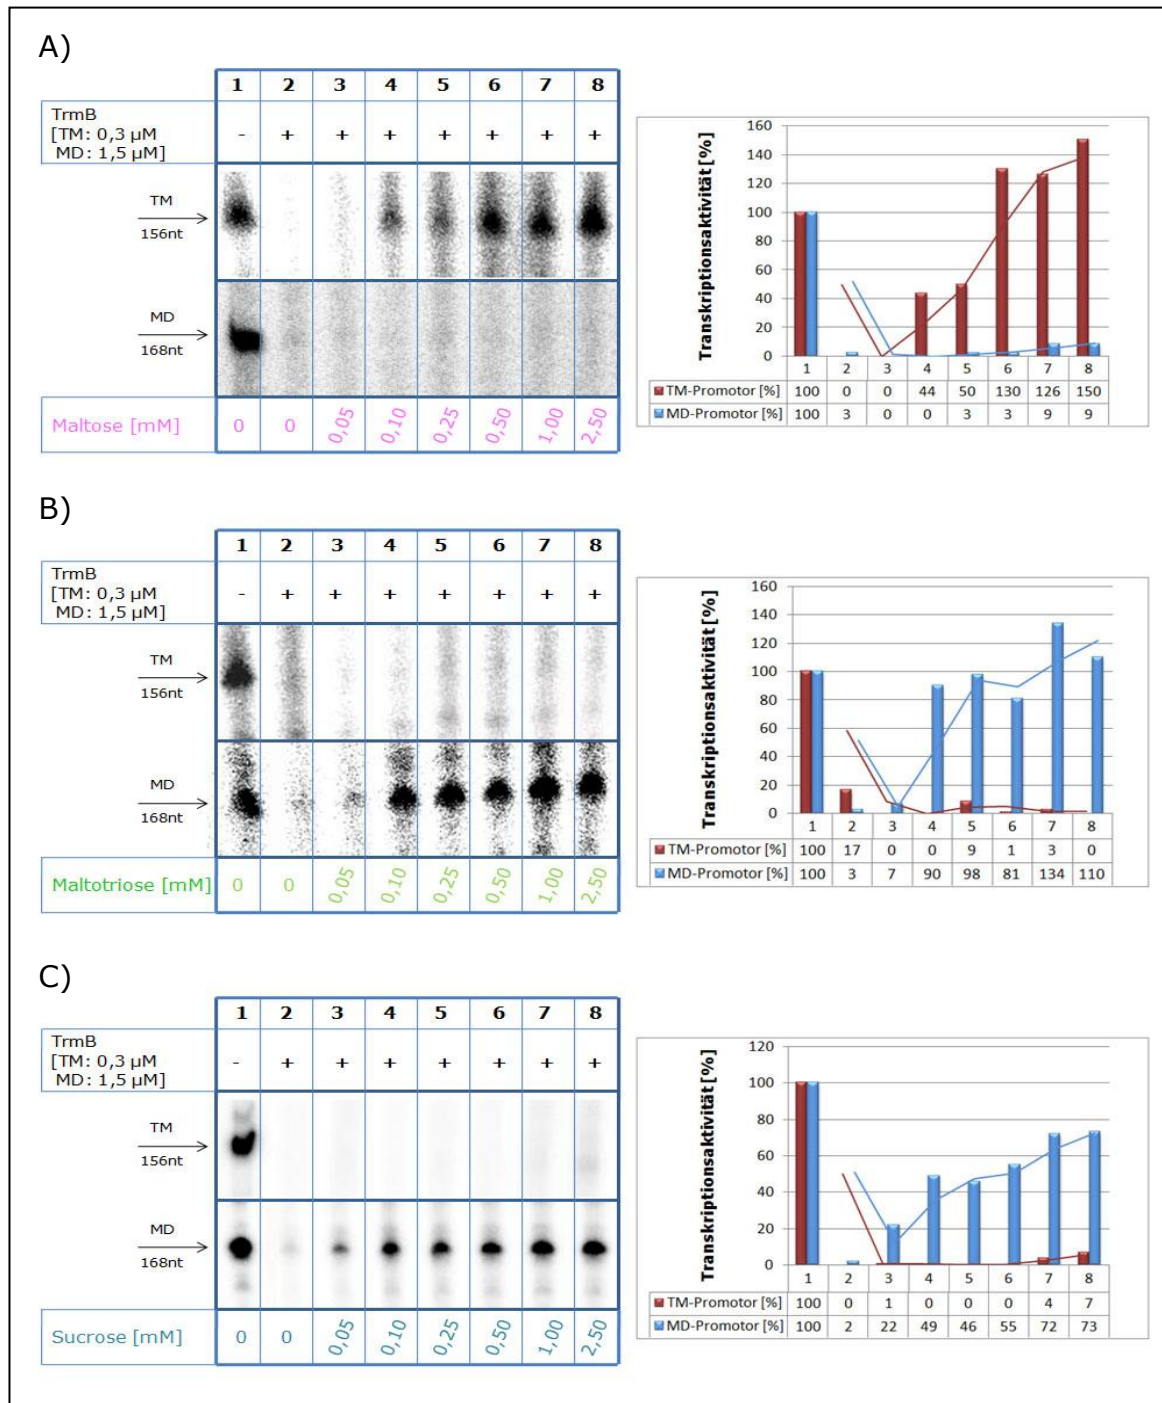 A)
1 2 3 4 5 6 7 8
TrmB
[TM: 0,3 µM
MD: 1,5 µM]
- + + + + + + +
TM
156nt
MD
168nt
Maltose [mM] 0 0 0,05 0,10 0,25 0,50 1,00 2,50
Transkriptionsaktivität [%]
160
140
120
100
80
60
40
20
0
1 2 3 4 5 6 7 8
TM-Promotor [%] 100 0 0 44 50 130 126 150
MD-Promotor [%] 100 3 0 0 3 3 9 9
B)
1 2 3 4 5 6 7 8
TrmB
[TM: 0,3 µM
MD: 1,5 µM]
- + + + + + + +
TM
156nt
MD
168nt
Maltotriose [mM] 0 0 0,05 0,10 0,25 0,50 1,00 2,50
Transkriptionsaktivität [%]
160
140
120
100
80
60
40
20
0
1 2 3 4 5 6 7 8
TM-Promotor [%] 100 17 0 0 9 1 3 0
MD-Promotor [%] 100 3 7 90 98 81 134 110
C)
1 2 3 4 5 6 7 8
TrmB
[TM: 0,3 µM
MD: 1,5 µM]
- + + + + + + +
TM
156nt
MD
168nt
Sucrose [mM] 0 0 0,05 0,10 0,25 0,50 1,00 2,50
Transkriptionsaktivität [%]
120
100
80
60
40
20
0
1 2 3 4 5 6 7 8
TM-Promotor [%] 100 0 1 0 0 0 4 7
MD-Promotor [%] 100 2 22 49 46 55 72 73